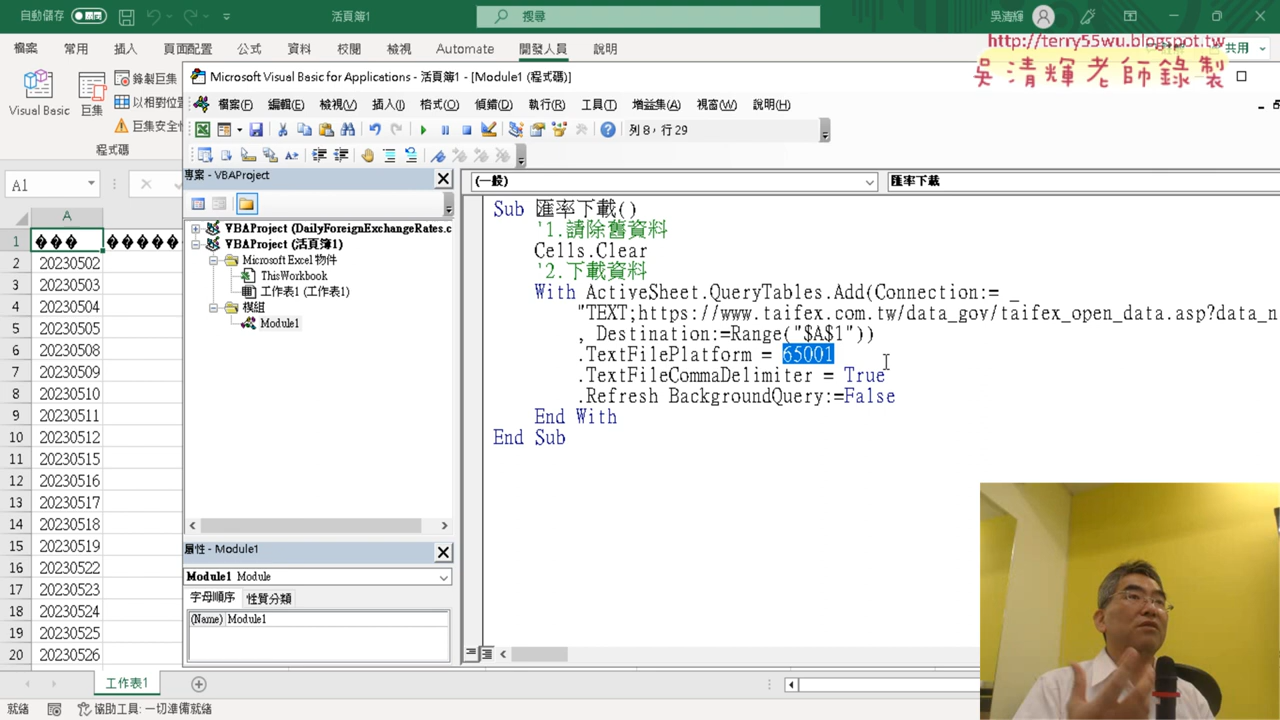 自動儲存
活頁簿1
搜尋
吳清輝
http://terry55wu.blogspot.tw
吳清輝老師錄製
檔案 常用 插入 頁面配置 公式 資料 校閱 檢視 Automate 開發人員 說明
共用
Visual Basic
巨集
錄製巨集
以相對位置
巨集安全性
程式碼
A1
A
1 ��� �����
2 20230502
3 20230503
4 20230504
5 20230505
6 20230506
7 20230509
8 20230510
9 20230511
10 20230512
11 20230515
12 20230516
13 20230517
14 20230518
15 20230519
16 20230522
17 20230523
18 20230524
19 20230525
20 20230526
工作表1
就緒
協助工具: 一切準備就緒
Microsoft Visual Basic for Applications - 活頁簿1 - [Module1 (程式碼)]
檔案(F) 編輯(E) 檢視(V) 插入(I) 格式(O) 偵錯(D) 執行(R) 工具(T) 增益集(A) 視窗(W) 說明(H)
列 8，行 29
專案 - VBAProject
VBAProject (DailyForeignExchangeRates.c
VBAProject (活頁簿1)
Microsoft Excel 物件
ThisWorkbook
工作表1 (工作表1)
模組
Module1
屬性 - Module1
Module1 Module
字母順序 性質分類
(Name) Module1
(一般)
匯率下載
Sub 匯率下載()
'1.請除舊資料
Cells.Clear
'2.下載資料
With ActiveSheet.QueryTables.Add(Connection:= _
"TEXT;https://www.taifex.com.tw/data_gov/taifex_open_data.asp?data_n
, Destination:=Range("$A$1"))
.TextFilePlatform = 65001
.TextFileCommaDelimiter = True
.Refresh BackgroundQuery:=False
End With
End Sub